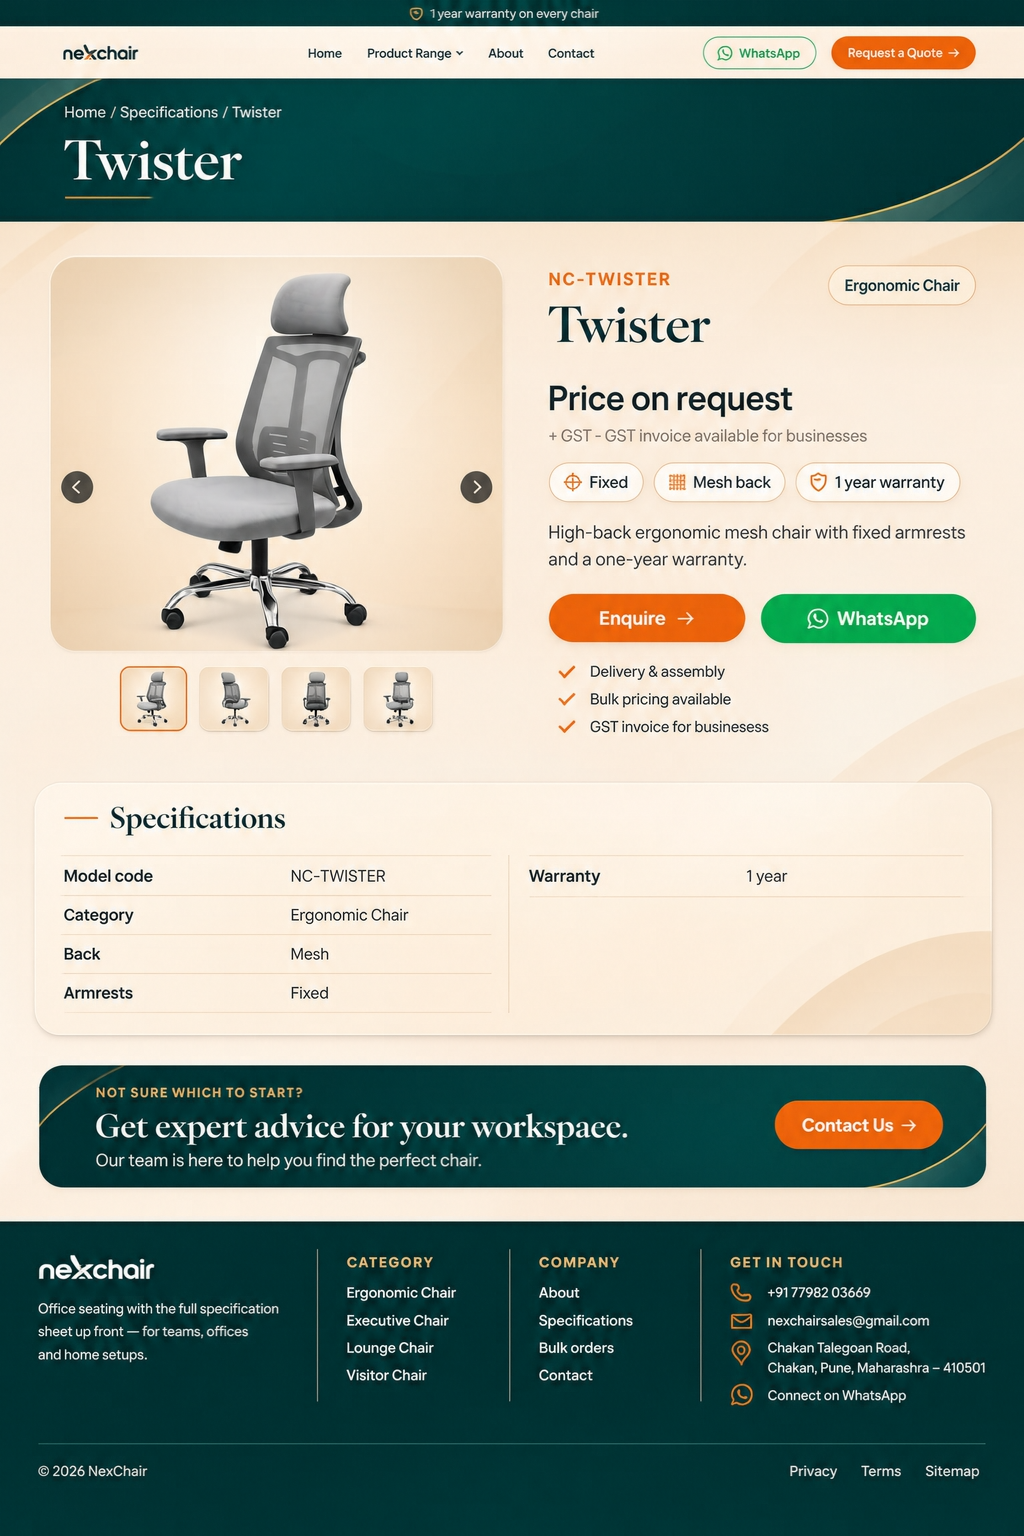 1 year warranty on every chair
nexchair
Home
Product Range
About
Contact
WhatsApp
Request a Quote →
Home / Specifications / Twister
Twister
NC-TWISTER
Ergonomic Chair
Twister
Price on request
+ GST - GST invoice available for businesses
Fixed
Mesh back
1 year warranty
High-back ergonomic mesh chair with fixed armrests
and a one-year warranty.
Enquire →
WhatsApp
Delivery & assembly
Bulk pricing available
GST invoice for businesess
Specifications
Model code NC-TWISTER
Category Ergonomic Chair
Back Mesh
Armrests Fixed
Warranty 1 year
NOT SURE WHICH TO START?
Get expert advice for your workspace.
Our team is here to help you find the perfect chair.
Contact Us →
nexchair
Office seating with the full specification
sheet up front — for teams, offices
and home setups.
CATEGORY
Ergonomic Chair
Executive Chair
Lounge Chair
Visitor Chair
COMPANY
About
Specifications
Bulk orders
Contact
GET IN TOUCH
+91 77982 03669
nexchairsales@gmail.com
Chakan Talegoan Road,
Chakan, Pune, Maharashra – 410501
Connect on WhatsApp
© 2026 NexChair
Privacy
Terms
Sitemap